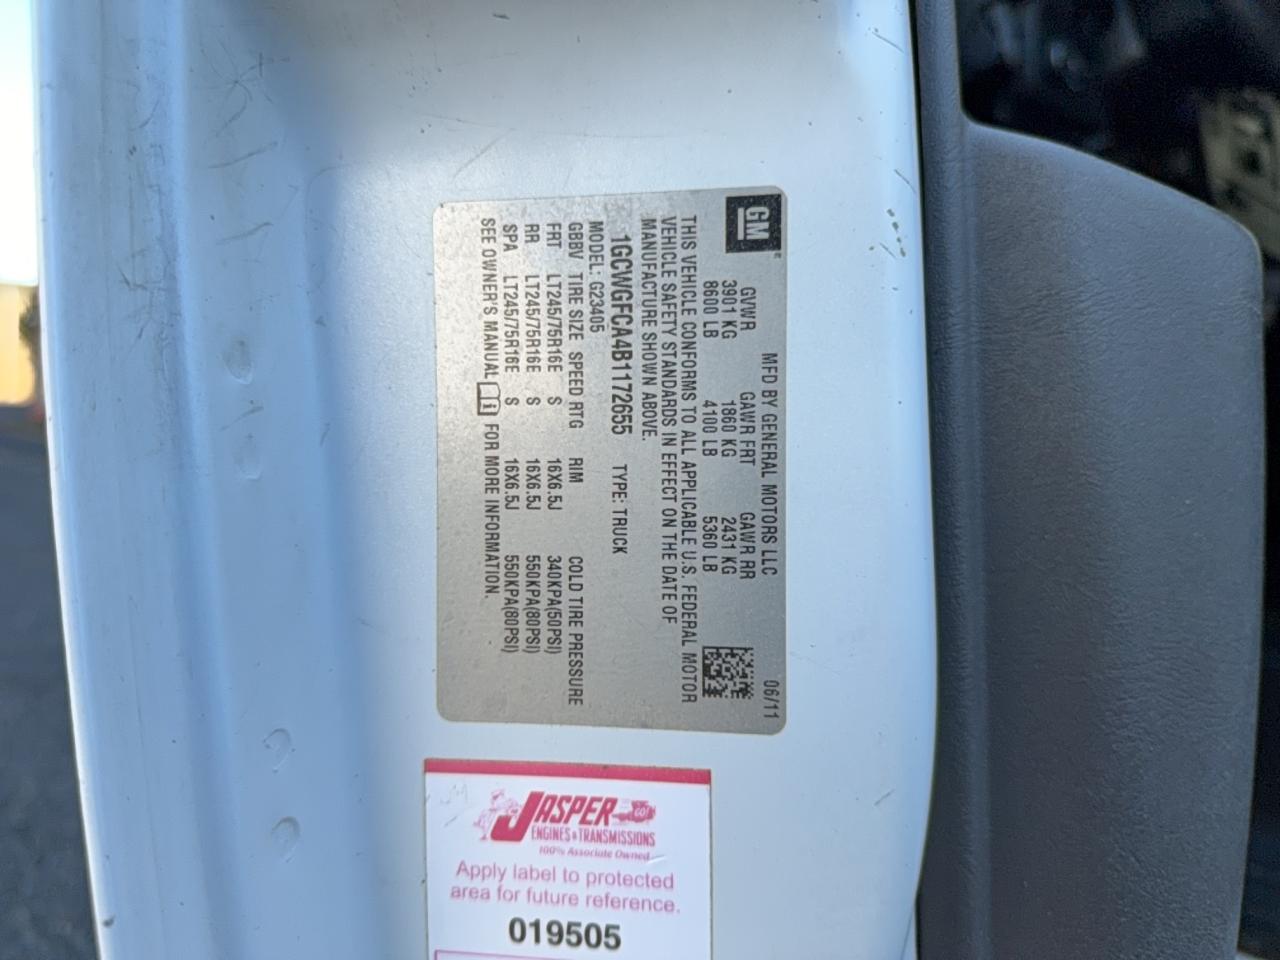 GM
MFD BY GENERAL MOTORS LLC 06/11
GVWR GAWR FRT GAWR RR
3901 KG 1860 KG 2431 KG
8600 LB 4100 LB 5360 LB
THIS VEHICLE CONFORMS TO ALL APPLICABLE U.S. FEDERAL MOTOR
VEHICLE SAFETY STANDARDS IN EFFECT ON THE DATE OF
MANUFACTURE SHOWN ABOVE.
1GCWGFCA4B1172655 TYPE: TRUCK
MODEL: G23405
GBBV TIRE SIZE SPEED RTG RIM COLD TIRE PRESSURE
FRT LT245/75R16E S 16X6.5J 340KPA(50PSI)
RR LT245/75R16E S 16X6.5J 550KPA(80PSI)
SPA LT245/75R16E S 16X6.5J 550KPA(80PSI)
SEE OWNER'S MANUAL FOR MORE INFORMATION.
JASPER
ENGINES & TRANSMISSIONS
100% Associate Owned
Apply label to protected
area for future reference.
019505